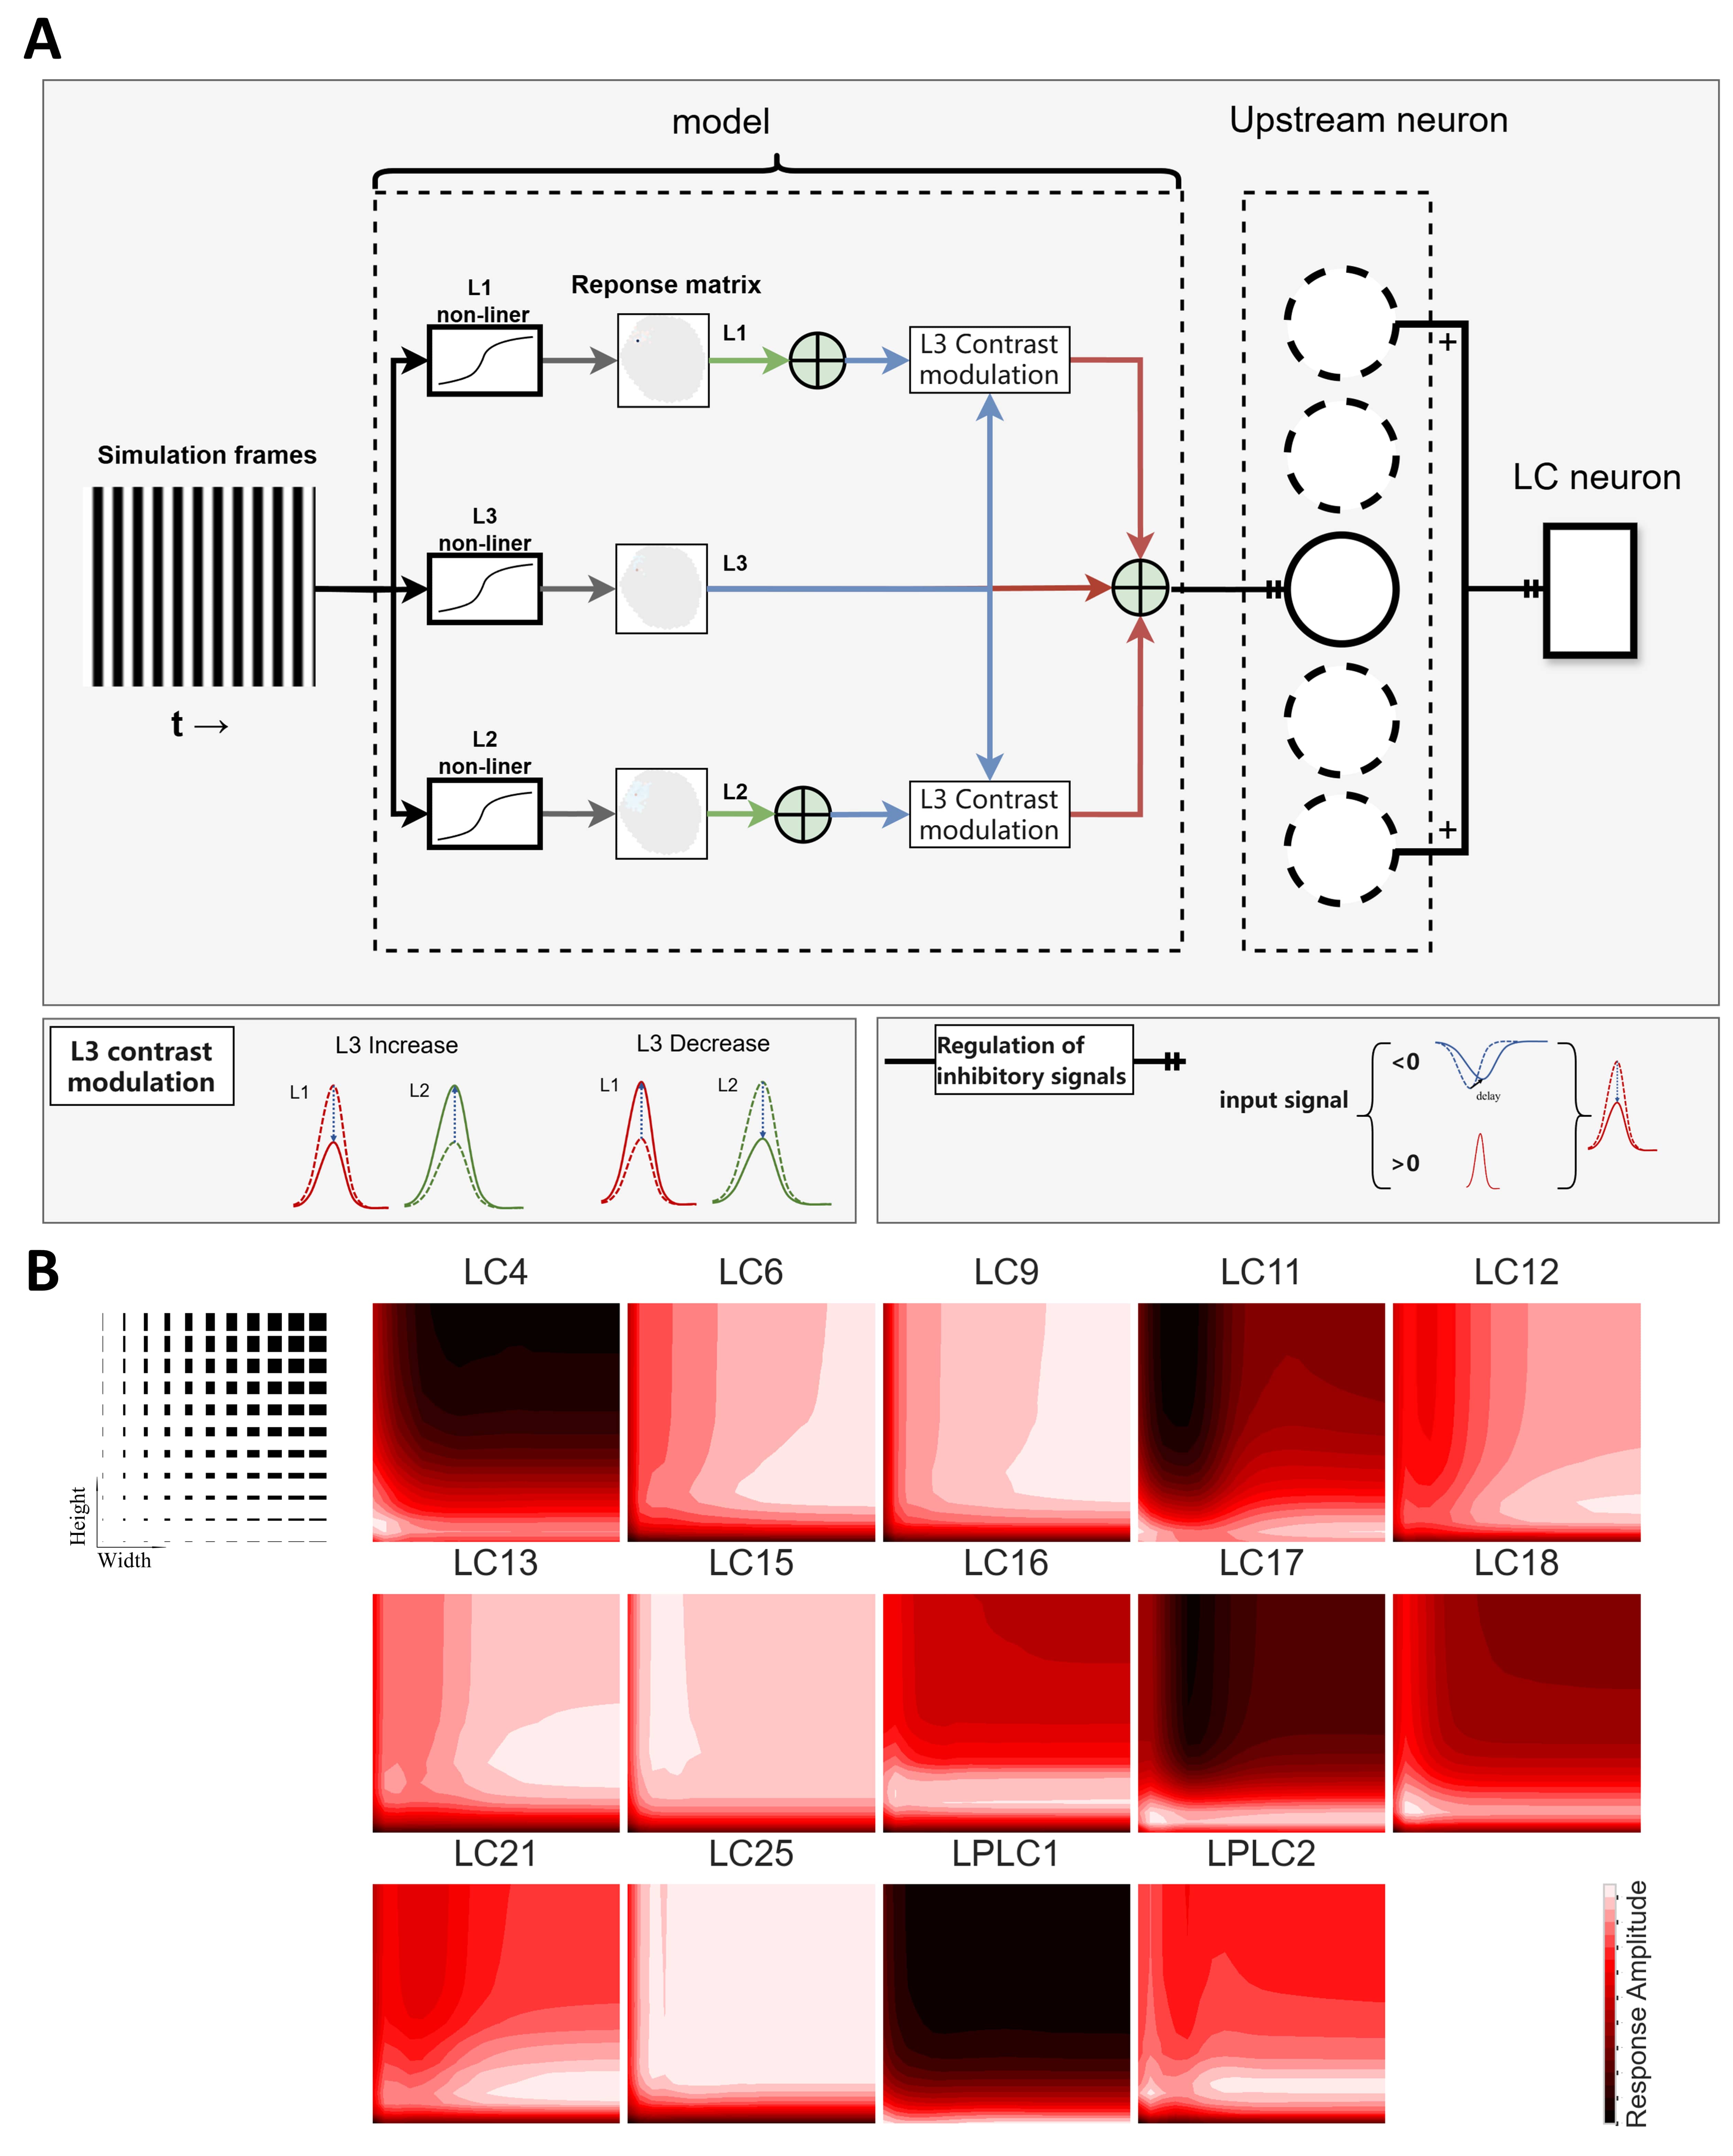 A
model
Upstream neuron
L1
non-liner
Reponse matrix
L1
L3 Contrast
modulation
+
Simulation frames
LC neuron
L3
non-liner
L3
t →
L2
non-liner
L2
L3 Contrast
modulation
+
L3 contrast
modulation
L3 Increase
L1
L2
L3 Decrease
L1
L2
Regulation of
inhibitory signals
input signal
<0
delay
>0
B
Height
Width
LC4
LC6
LC9
LC11
LC12
LC13
LC15
LC16
LC17
LC18
LC21
LC25
LPLC1
LPLC2
Response Amplitude